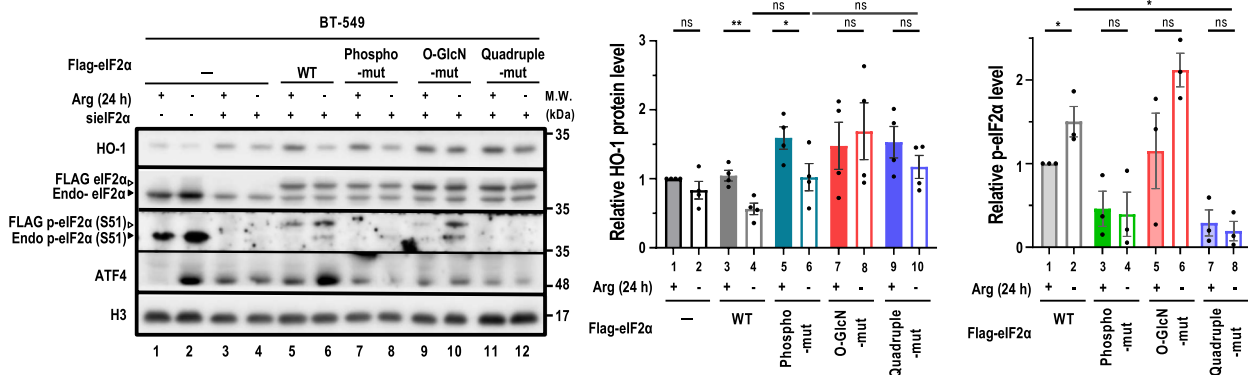 BT-549
Flag-eIF2α — WT Phospho -mut O-GlcN -mut Quadruple -mut
Arg (24 h) + - + - + - + - + - + - M.W.
sieIF2α - - + + + + + + + + + + (kDa)
HO-1 35
FLAG eIF2α
Endo- eIF2α 35
FLAG p-eIF2α (S51)
Endo p-eIF2α (S51) 35
ATF4 48
H3 17
1 2 3 4 5 6 7 8 9 10 11 12
Relative HO-1 protein level
ns ns
ns ** * ns ns
3
2
1
0
1 2 3 4 5 6 7 8 9 10
Arg (24 h) + - + - + - + - + -
Flag-eIF2α — WT Phospho -mut O-GlcN -mut Quadruple -mut
Relative p-eIF2α level
*
* ns ns ns
2
1
0
1 2 3 4 5 6 7 8
Arg (24 h) + - + - + - + -
Flag-eIF2α WT Phospho -mut O-GlcN -mut Quadruple -mut